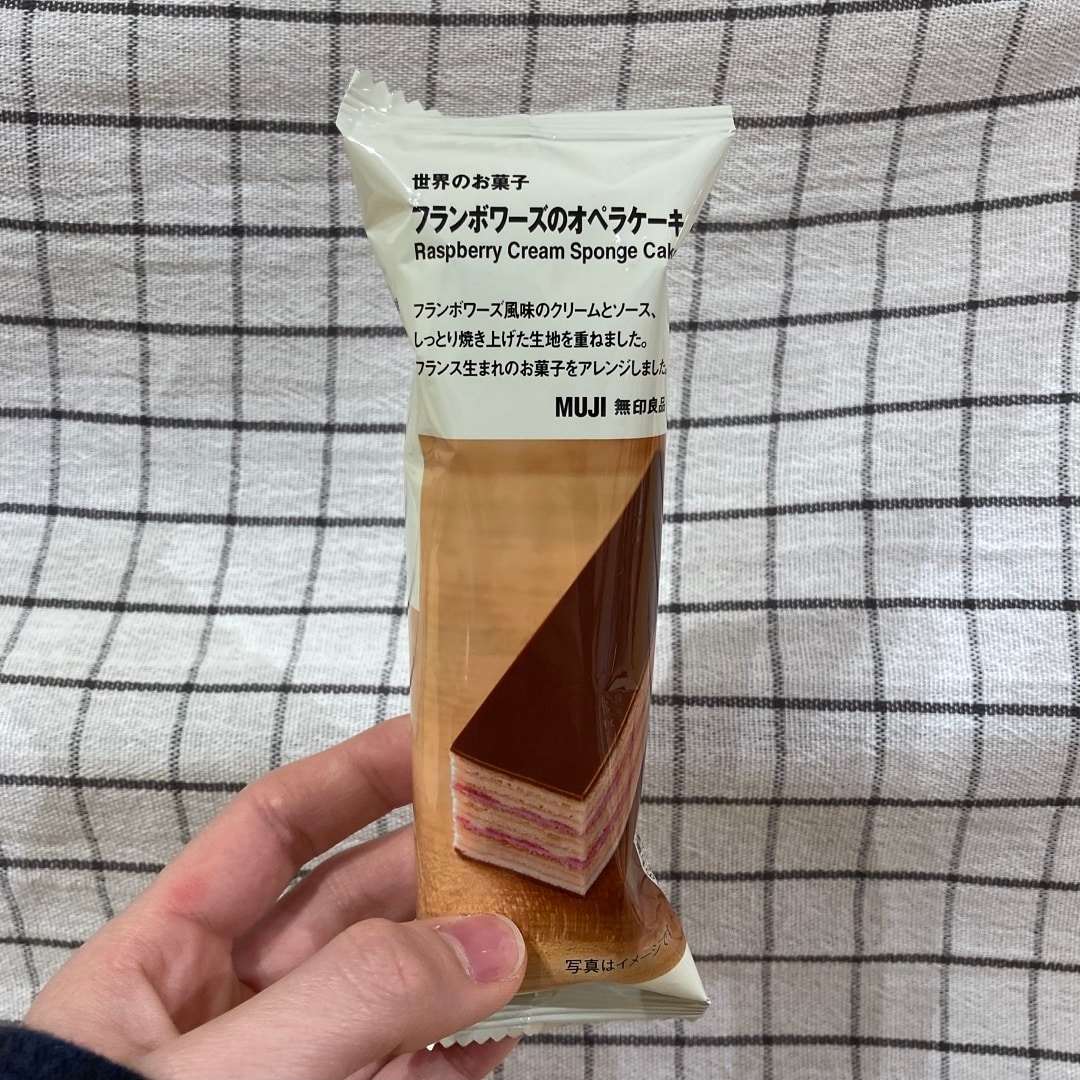 世界のお菓子
フランボワーズのオペラケーキ
Raspberry Cream Sponge Cak
フランボワーズ風味のクリームとソース、
しっとり焼き上げた生地を重ねました。
フランス生まれのお菓子をアレンジしました。
MUJI 無印良品
写真はイメージです